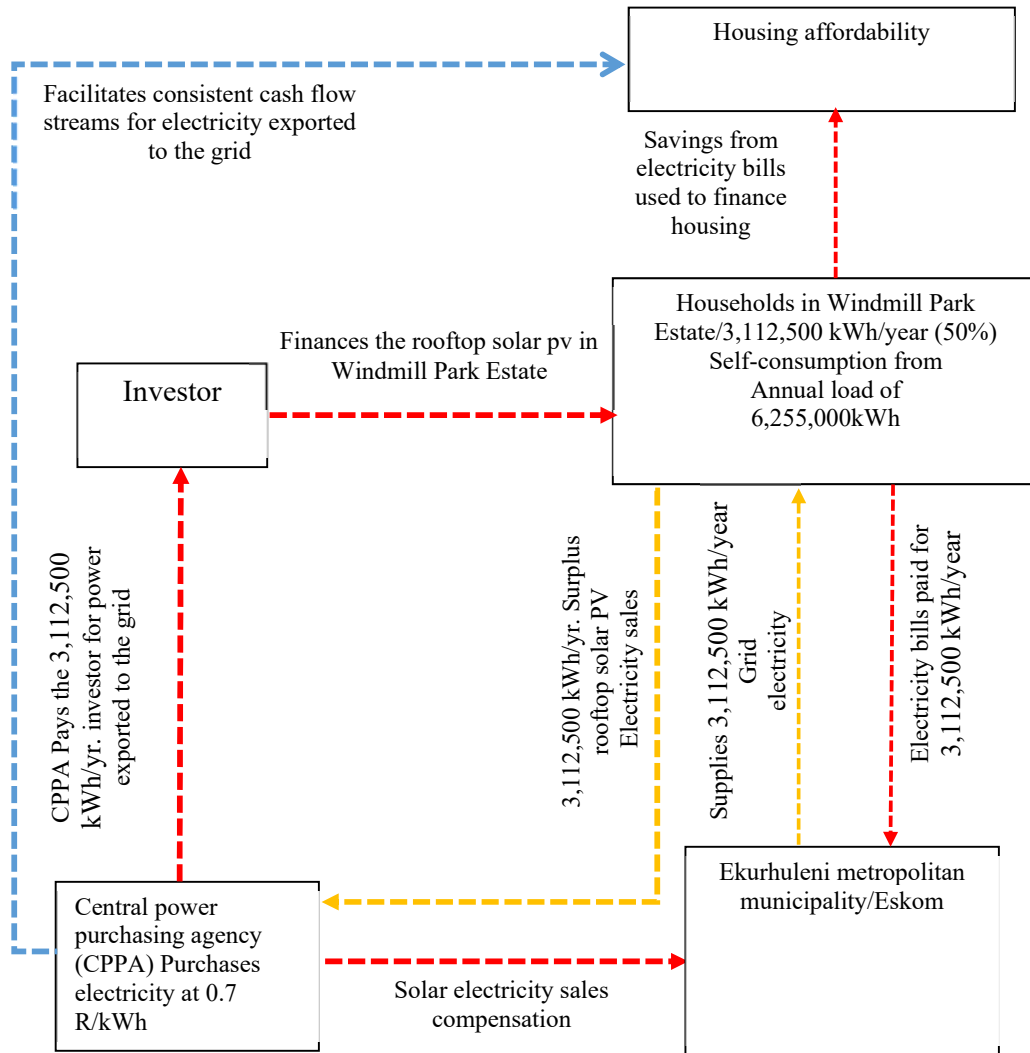 Housing affordability
Facilitates consistent cash flow
streams for electricity exported
to the grid
Savings from
electricity bills
used to finance
housing
Households in Windmill Park
Estate/3,112,500 kWh/year (50%)
Self-consumption from
Annual load of
6,255,000kWh
Finances the rooftop solar pv in
Windmill Park Estate
Investor
CPPA Pays the 3,112,500
kWh/yr. investor for power
exported to the grid
3,112,500 kWh/yr. Surplus
rooftop solar PV
Electricity sales
Supplies 3,112,500 kWh/year
Grid
electricity
Electricity bills paid for
3,112,500 kWh/year
Central power
purchasing agency
(CPPA) Purchases
electricity at 0.7
R/kWh
Solar electricity sales
compensation
Ekurhuleni metropolitan
municipality/Eskom